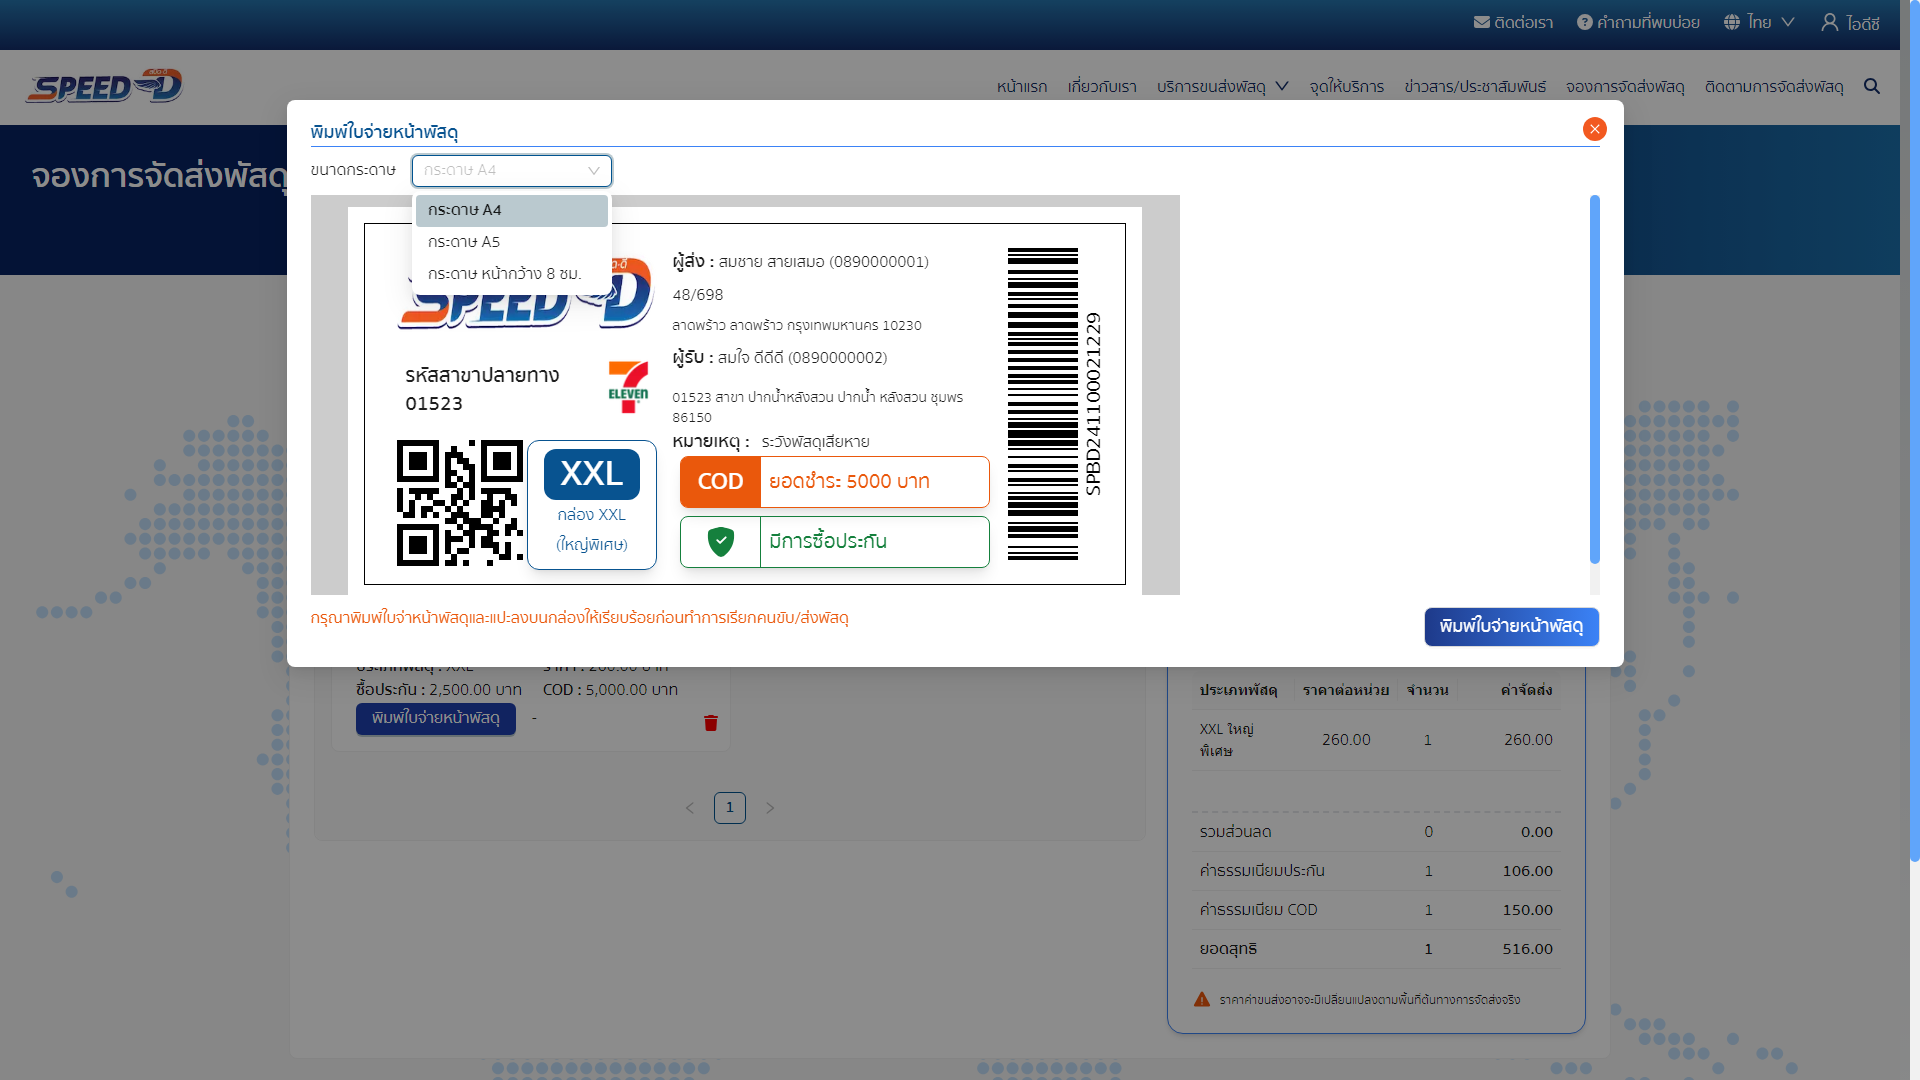 ติดต่อเรา
คำถามที่พบบ่อย
ไทย
ไอดีซี
สปีด-ดี
SPEED-D
หน้าแรก
เกี่ยวกับเรา
บริการขนส่งพัสดุ
จุดให้บริการ
ข่าวสาร/ประชาสัมพันธ์
จองการจัดส่งพัสดุ
ติดตามการจัดส่งพัสดุ
จองการจัดส่งพัสดุ
พิมพ์ใบจ่ายหน้าพัสดุ
ขนาดกระดาษ
กระดาษ A4
กระดาษ A4
กระดาษ A5
กระดาษ หน้ากว้าง 8 ซม.
SPEED D
รหัสสาขาปลายทาง
01523
ELEVEN
XXL
กล่อง XXL
(ใหญ่พิเศษ)
ผู้ส่ง : สมชาย สายเสมอ (0890000001)
48/698
ลาดพร้าว ลาดพร้าว กรุงเทพมหานคร 10230
ผู้รับ : สมใจ ดีดีดี (0890000002)
01523 สาขา ปากน้ำหลังสวน ปากน้ำ หลังสวน ชุมพร
86150
หมายเหตุ : ระวังพัสดุเสียหาย
COD ยอดชำระ 5000 บาท
มีการซื้อประกัน
SPBD241100021229
กรุณาพิมพ์ใบจ่าหน้าพัสดุและแปะลงบนกล่องให้เรียบร้อยก่อนทำการเรียกคนขับ/ส่งพัสดุ
พิมพ์ใบจ่ายหน้าพัสดุ
ประเภทพัสดุ : XXL ราคา : 260.00 บาท
ซื้อประกัน : 2,500.00 บาท COD : 5,000.00 บาท
พิมพ์ใบจ่ายหน้าพัสดุ -
1
ประเภทพัสดุ ราคาต่อหน่วย จำนวน ค่าจัดส่ง
XXL ใหญ่
พิเศษ 260.00 1 260.00
รวมส่วนลด 0 0.00
ค่าธรรมเนียมประกัน 1 106.00
ค่าธรรมเนียม COD 1 150.00
ยอดสุทธิ 1 516.00
ราคาค่าขนส่งอาจจะมีเปลี่ยนแปลงตามพื้นที่ต้นทางการจัดส่งจริง